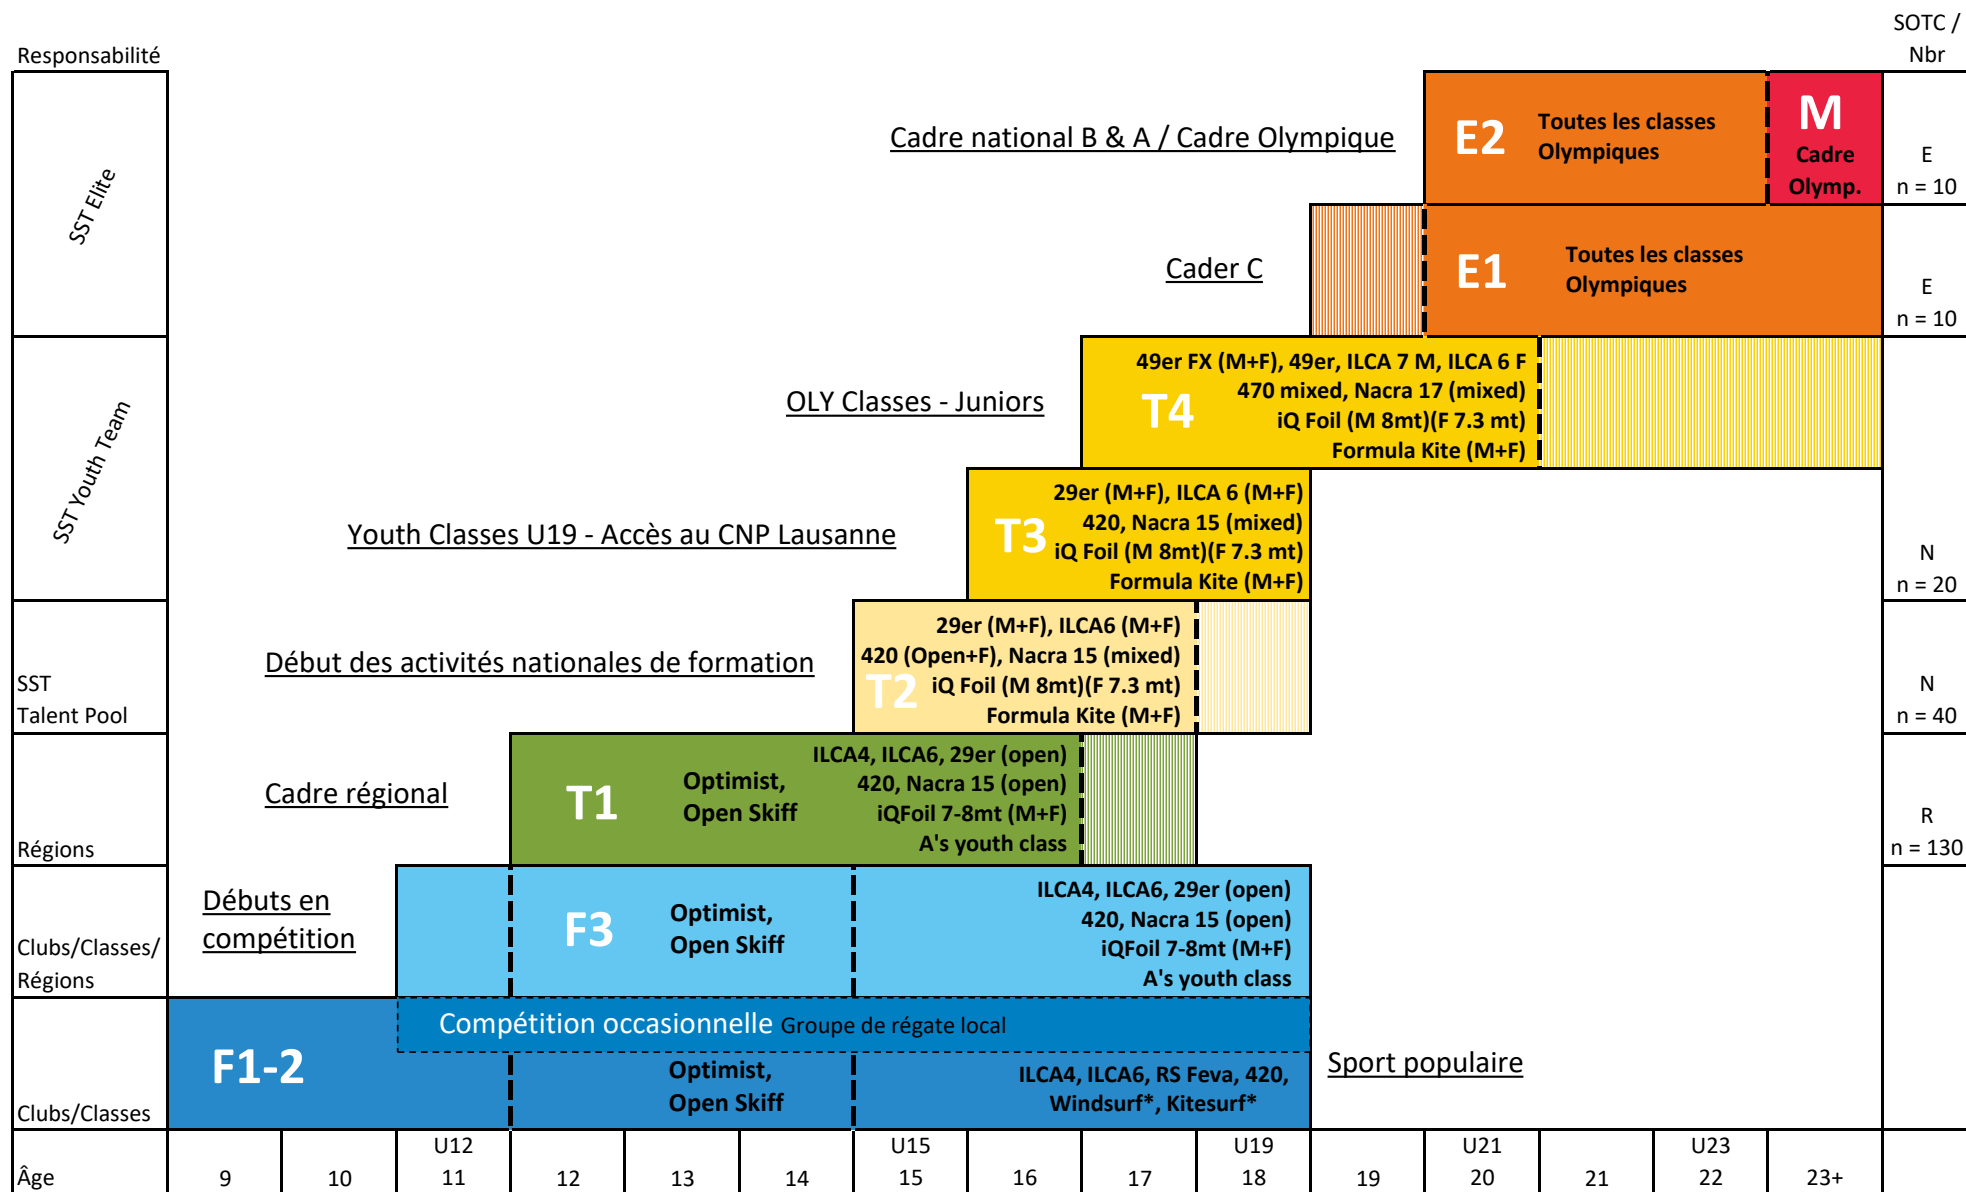 SOTC /
Nbr
Responsabilité
SST Elite
Cadre national B & A / Cadre Olympique
E2
Toutes les classes
Olympiques
M
Cadre
Olymp.
E
n = 10
Cader C
E1
Toutes les classes
Olympiques
E
n = 10
SST Youth Team
OLY Classes - Juniors
T4
49er FX (M+F), 49er, ILCA 7 M, ILCA 6 F
470 mixed, Nacra 17 (mixed)
iQ Foil (M 8mt)(F 7.3 mt)
Formula Kite (M+F)
Youth Classes U19 - Accès au CNP Lausanne
T3
29er (M+F), ILCA 6 (M+F)
420, Nacra 15 (mixed)
iQ Foil (M 8mt)(F 7.3 mt)
Formula Kite (M+F)
N
n = 20
SST
Talent Pool
Début des activités nationales de formation
T2
29er (M+F), ILCA6 (M+F)
420 (Open+F), Nacra 15 (mixed)
iQ Foil (M 8mt)(F 7.3 mt)
Formula Kite (M+F)
N
n = 40
Régions
Cadre régional
T1
Optimist,
Open Skiff
ILCA4, ILCA6, 29er (open)
420, Nacra 15 (open)
iQFoil 7-8mt (M+F)
A's youth class
R
n = 130
Clubs/Classes/
Régions
Débuts en
compétition
F3
Optimist,
Open Skiff
ILCA4, ILCA6, 29er (open)
420, Nacra 15 (open)
iQFoil 7-8mt (M+F)
A's youth class
Clubs/Classes
F1-2
Compétition occasionnelle Groupe de régate local
Optimist,
Open Skiff
ILCA4, ILCA6, RS Feva, 420,
Windsurf*, Kitesurf*
Sport populaire
U12 U15 U19 U21 U23
Âge 9 10 11 12 13 14 15 16 17 18 19 20 21 22 23+